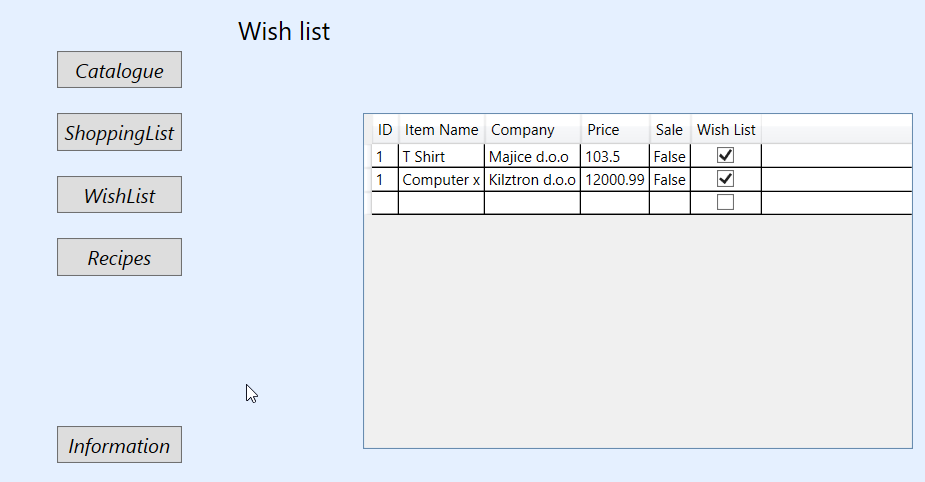 Wish list
Catalogue
ShoppingList
WishList
Recipes
Information
ID Item Name Company Price Sale Wish List
1 T Shirt Majice d.o.o 103.5 False
1 Computer x Kilztron d.o.o 12000.99 False